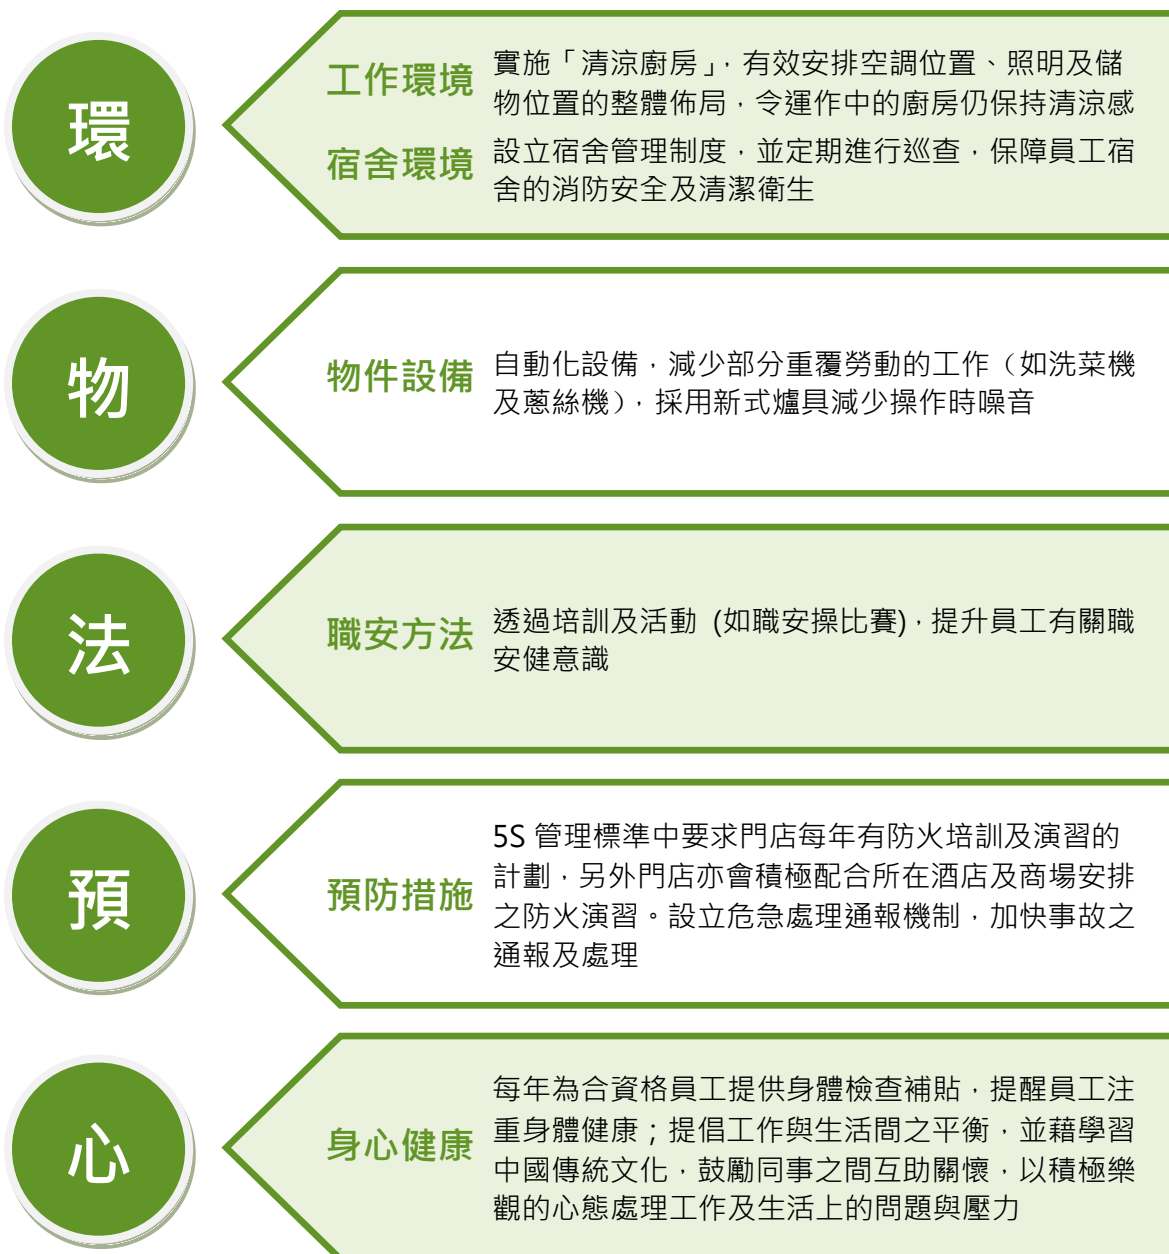 環
工作環境
實施「清涼廚房」，有效安排空調位置、照明及儲
物位置的整體佈局，令運作中的廚房仍保持清涼感
宿舍環境
設立宿舍管理制度，並定期進行巡查，保障員工宿
舍的消防安全及清潔衛生
物
物件設備
自動化設備，減少部分重覆勞動的工作（如洗菜機
及蔥絲機），採用新式爐具減少操作時噪音
法
職安方法
透過培訓及活動 (如職安操比賽)，提升員工有關職
安健意識
預
預防措施
5S 管理標準中要求門店每年有防火培訓及演習的
計劃，另外門店亦會積極配合所在酒店及商場安排
之防火演習。設立危急處理通報機制，加快事故之
通報及處理
心
身心健康
每年為合資格員工提供身體檢查補貼，提醒員工注
重身體健康；提倡工作與生活間之平衡，並藉學習
中國傳統文化，鼓勵同事之間互助關懷，以積極樂
觀的心態處理工作及生活上的問題與壓力